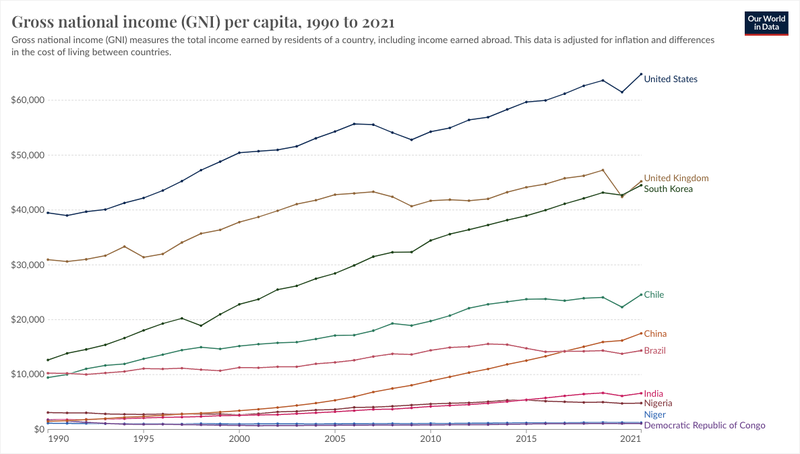 Gross national income (GNI) per capita, 1990 to 2021
Our World
in Data
Gross national income (GNI) measures the total income earned by residents of a country, including income earned abroad. This data is adjusted for inflation and differences
in the cost of living between countries.
United States
$60,000
$50,000
United Kingdom
South Korea
$40,000
$30,000
Chile
$20,000
China
Brazil
$10,000
India
Nigeria
Niger
Democratic Republic of Congo
$0
1990
1995
2000
2005
2010
2015
2021